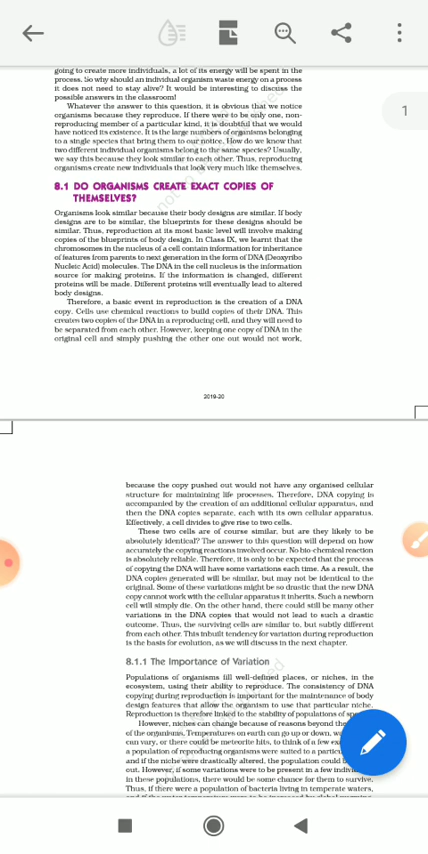 1
going to create more individuals, a lot of its energy will be spent in the
process. So why should an individual organism waste energy on a process
it does not need to stay alive? It would be interesting to discuss the
possible answers in the classroom!
Whatever the answer to this question, it is obvious that we notice
organisms because they reproduce. If there were to be only one, non-
reproducing member of a particular kind, it is doubtful that we would
have noticed its existence. It is the large numbers of organisms belonging
to a single species that bring them to our notice. How do we know that
two different individual organisms belong to the same species? Usually,
we say this because they look similar to each other. Thus, reproducing
organisms create new individuals that look very much like themselves.
8.1 DO ORGANISMS CREATE EXACT COPIES OF
THEMSELVES?
Organisms look similar because their body designs are similar. If body
designs are to be similar, the blueprints for these designs should be
similar. Thus, reproduction at its most basic level will involve making
copies of the blueprints of body design. In Class IX, we learnt that the
chromosomes in the nucleus of a cell contain information for inheritance
of features from parents to next generation in the form of DNA (Deoxyribo
Nucleic Acid) molecules. The DNA in the cell nucleus is the information
source for making proteins. If the information is changed, different
proteins will be made. Different proteins will eventually lead to altered
body designs.
Therefore, a basic event in reproduction is the creation of a DNA
copy. Cells use chemical reactions to build copies of their DNA. This
creates two copies of the DNA in a reproducing cell, and they will need to
be separated from each other. However, keeping one copy of DNA in the
original cell and simply pushing the other one out would not work,
2019-20
because the copy pushed out would not have any organised cellular
structure for maintaining life processes. Therefore, DNA copying is
accompanied by the creation of an additional cellular apparatus, and
then the DNA copies separate, each with its own cellular apparatus.
Effectively, a cell divides to give rise to two cells.
These two cells are of course similar, but are they likely to be
absolutely identical? The answer to this question will depend on how
accurately the copying reactions involved occur. No bio-chemical reaction
is absolutely reliable. Therefore, it is only to be expected that the process
of copying the DNA will have some variations each time. As a result, the
DNA copies generated will be similar, but may not be identical to the
original. Some of these variations might be so drastic that the new DNA
copy cannot work with the cellular apparatus it inherits. Such a newborn
cell will simply die. On the other hand, there could still be many other
variations in the DNA copies that would not lead to such a drastic
outcome. Thus, the surviving cells are similar to, but subtly different
from each other. This inbuilt tendency for variation during reproduction
is the basis for evolution, as we will discuss in the next chapter.
8.1.1 The Importance of Variation
Populations of organisms fill well-defined places, or niches, in the
ecosystem, using their ability to reproduce. The consistency of DNA
copying during reproduction is important for the maintenance of body
design features that allow the organism to use that particular niche.
Reproduction is therefore linked to the stability of populations of
However, niches can change because of reasons beyond the
of the organisms. Temperatures on earth can go up or down,
can vary, or there could be meteorite hits, to think of a few
a population of reproducing organisms were suited to a
and if the niche were drastically altered, the population could
out. However, if some variations were to be present in a few
in these populations, there would be some chance for them to survive.
Thus, if there were a population of bacteria living in temperate waters,